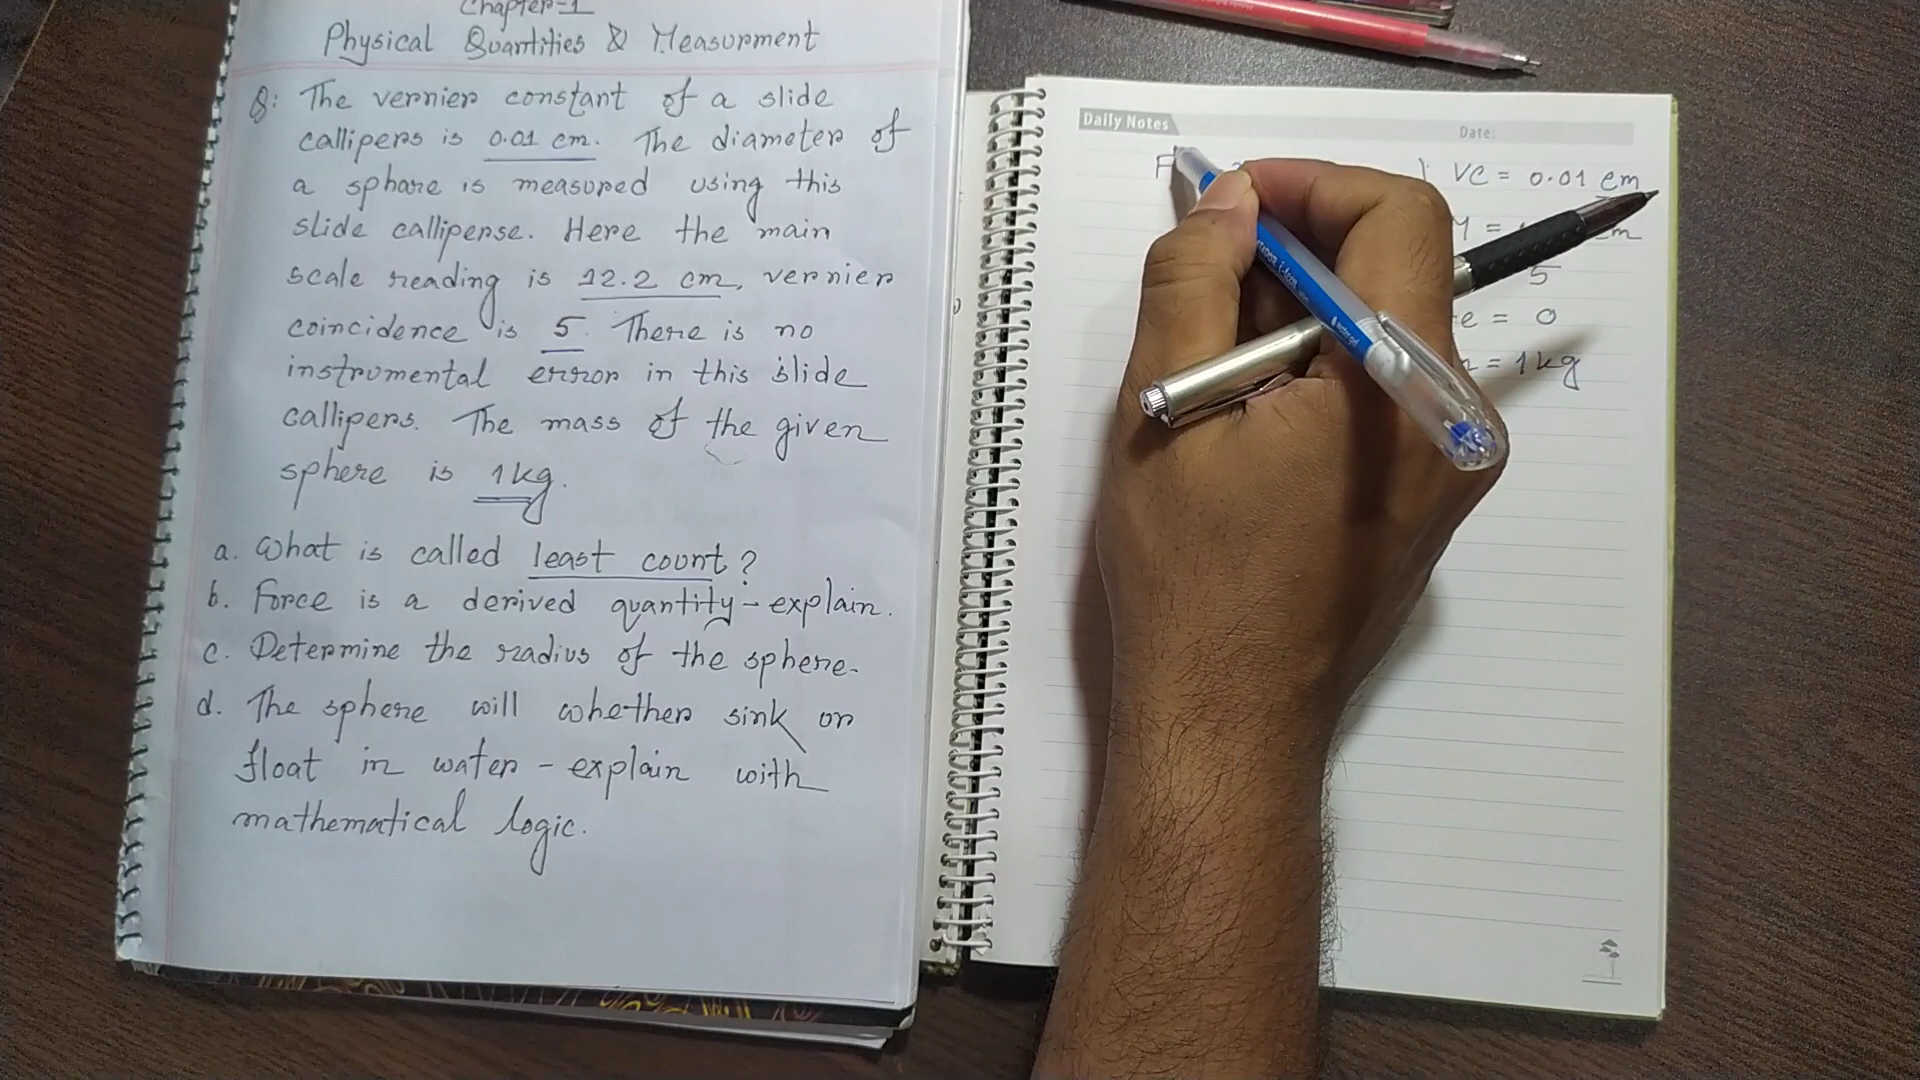 Chapter-1
Physical Quantities & Measurment
Q: The vernier constant of a slide
callipers is 0.01 cm. The diameter of
a sphare is measured using this
slide calliperse. Here the main
scale reading is 12.2 cm, vernier
coincidence is 5. There is no
instrumental error in this slide
callipers. The mass of the given
sphere is 1kg.
a. What is called least count?
b. Force is a derived quantity - explain.
c. Determine the radius of the sphere.
d. The sphere will whether sink or
float in water - explain with
mathematical logic.
Daily Notes
Date:
VC = 0.01 cm
M = cm
5
e = 0
= 1kg